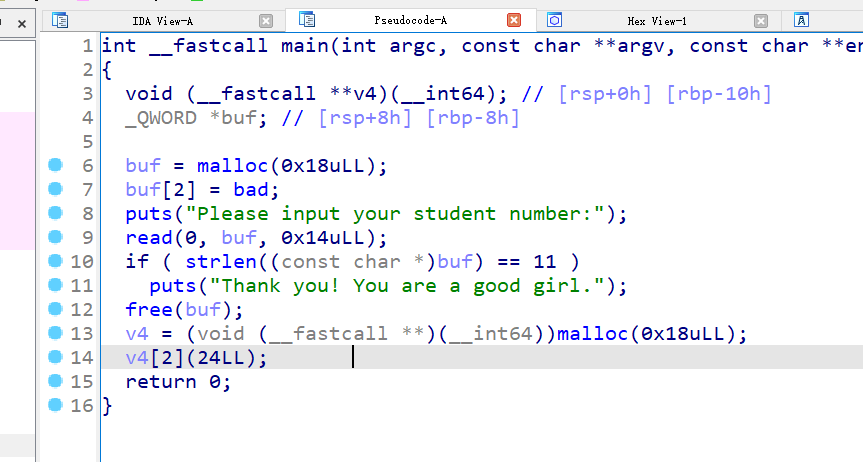 IDA View-A Pseudocode-A Hex View-1
1 int __fastcall main(int argc, const char **argv, const char **en
2 {
3 void (__fastcall **v4)(__int64); // [rsp+0h] [rbp-10h]
4 _QWORD *buf; // [rsp+8h] [rbp-8h]
5
6 buf = malloc(0x18uLL);
7 buf[2] = bad;
8 puts("Please input your student number:");
9 read(0, buf, 0x14uLL);
10 if ( strlen((const char *)buf) == 11 )
11 puts("Thank you! You are a good girl.");
12 free(buf);
13 v4 = (void (__fastcall **)(__int64))malloc(0x18uLL);
14 v4[2](24LL);
15 return 0;
16 }